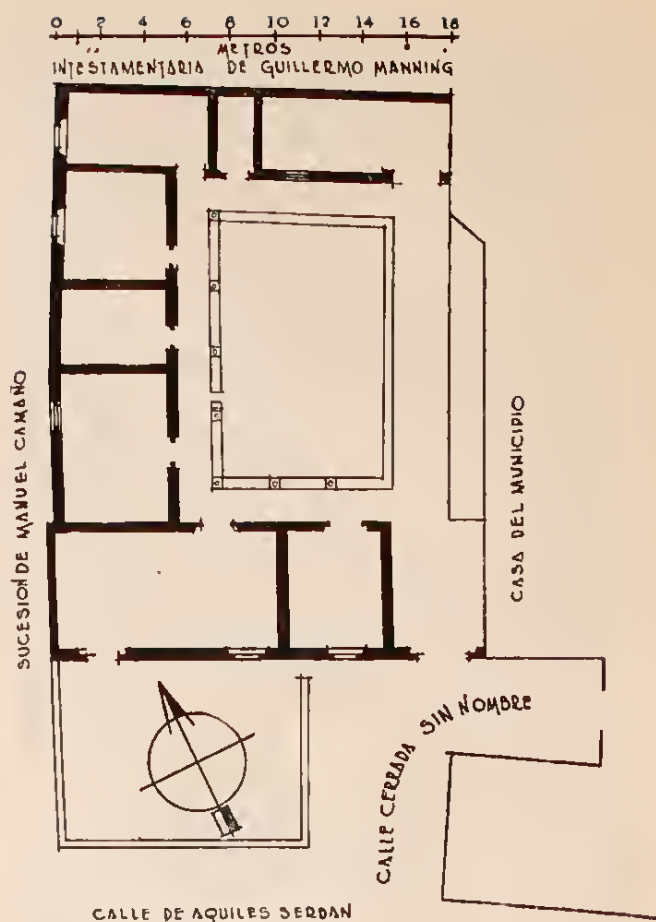 0 2 4 6 8 10 12 14 16 18
METROS
INTESTAMENTARIA DE GUILLERMO MANNING
SUCESION DE MANUEL CAMAÑO
CASA DEL MUNICIPIO
CALLE CERRADA SIN NOMBRE
CALLE DE AQUILES SERDAN